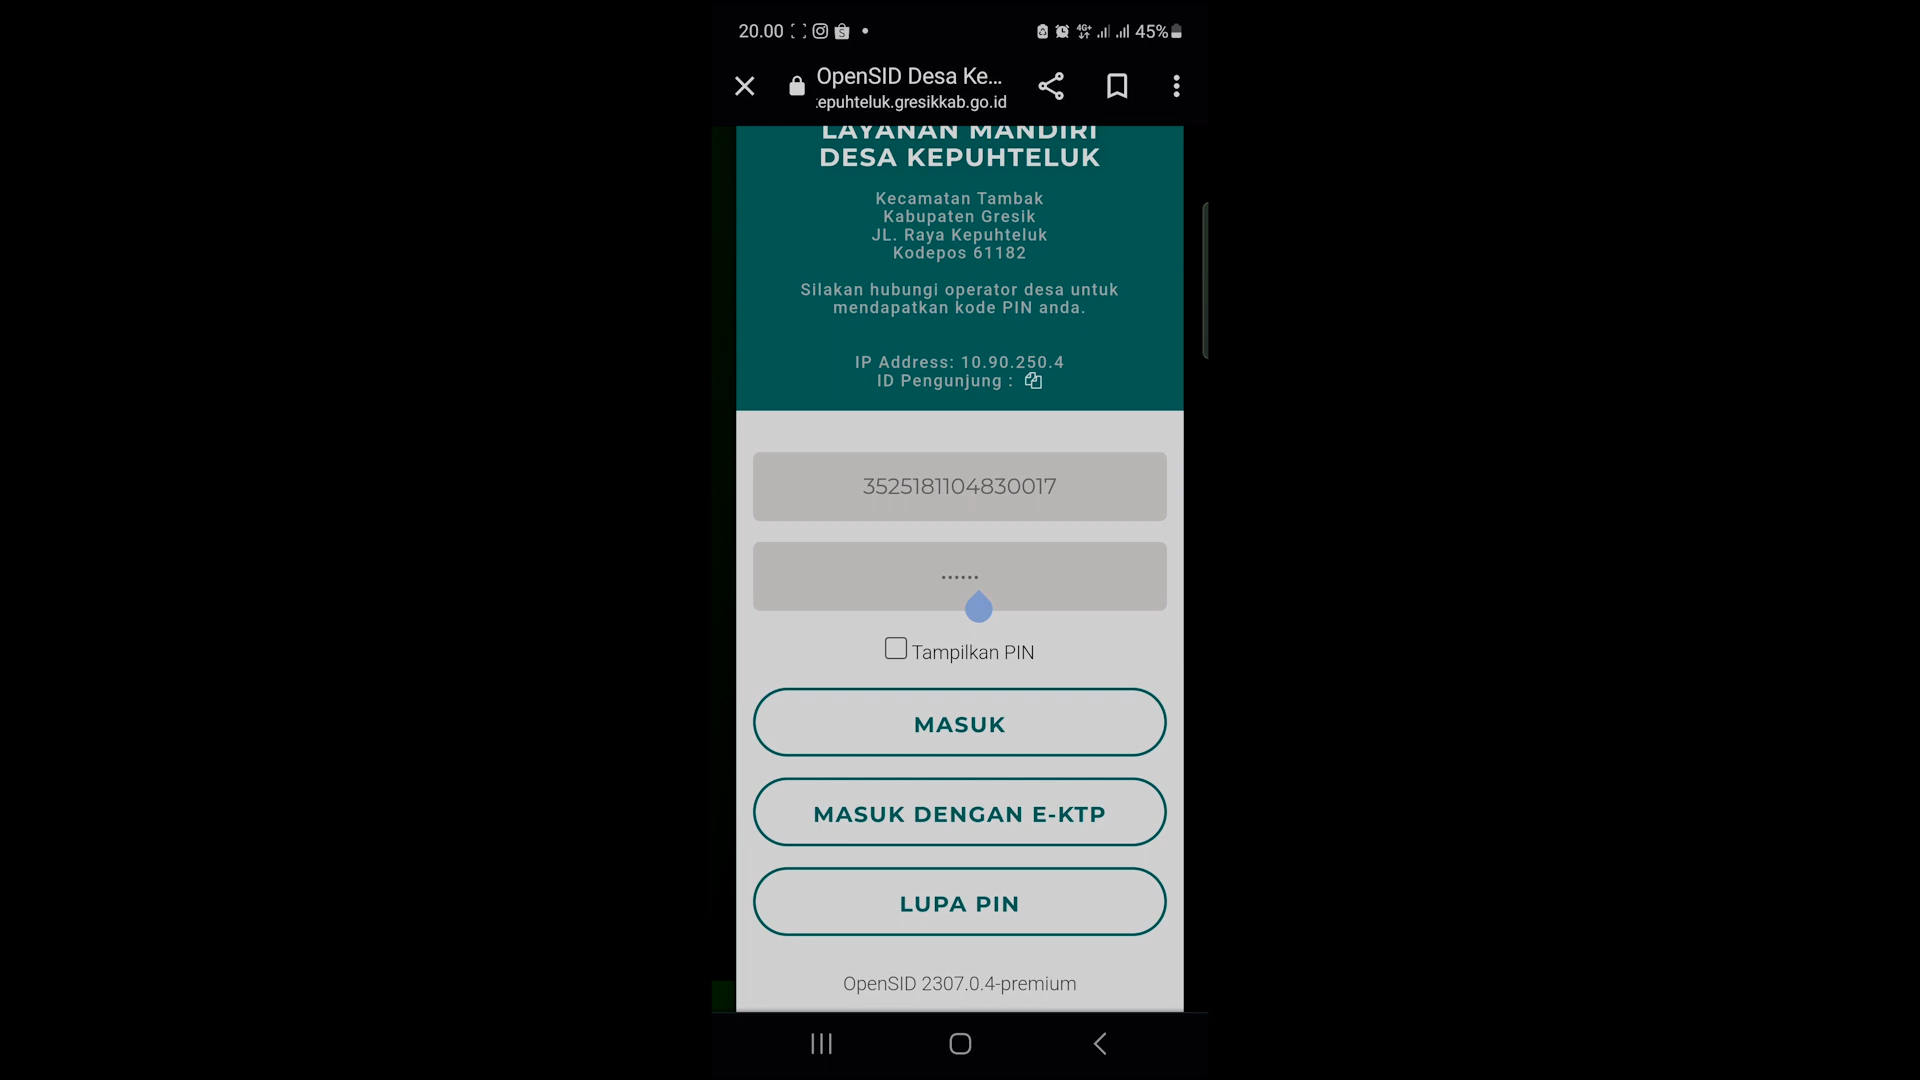 20.00 45%
OpenSID Desa Ke...
:epuhteluk.gresikkab.go.id
LAYANAN MANDIRI
DESA KEPUHTELUK
Kecamatan Tambak
Kabupaten Gresik
JL. Raya Kepuhteluk
Kodepos 61182
Silakan hubungi operator desa untuk
mendapatkan kode PIN anda.
IP Address: 10.90.250.4
ID Pengunjung :
3525181104830017
••••••
Tampilkan PIN
MASUK
MASUK DENGAN E-KTP
LUPA PIN
OpenSID 2307.0.4-premium